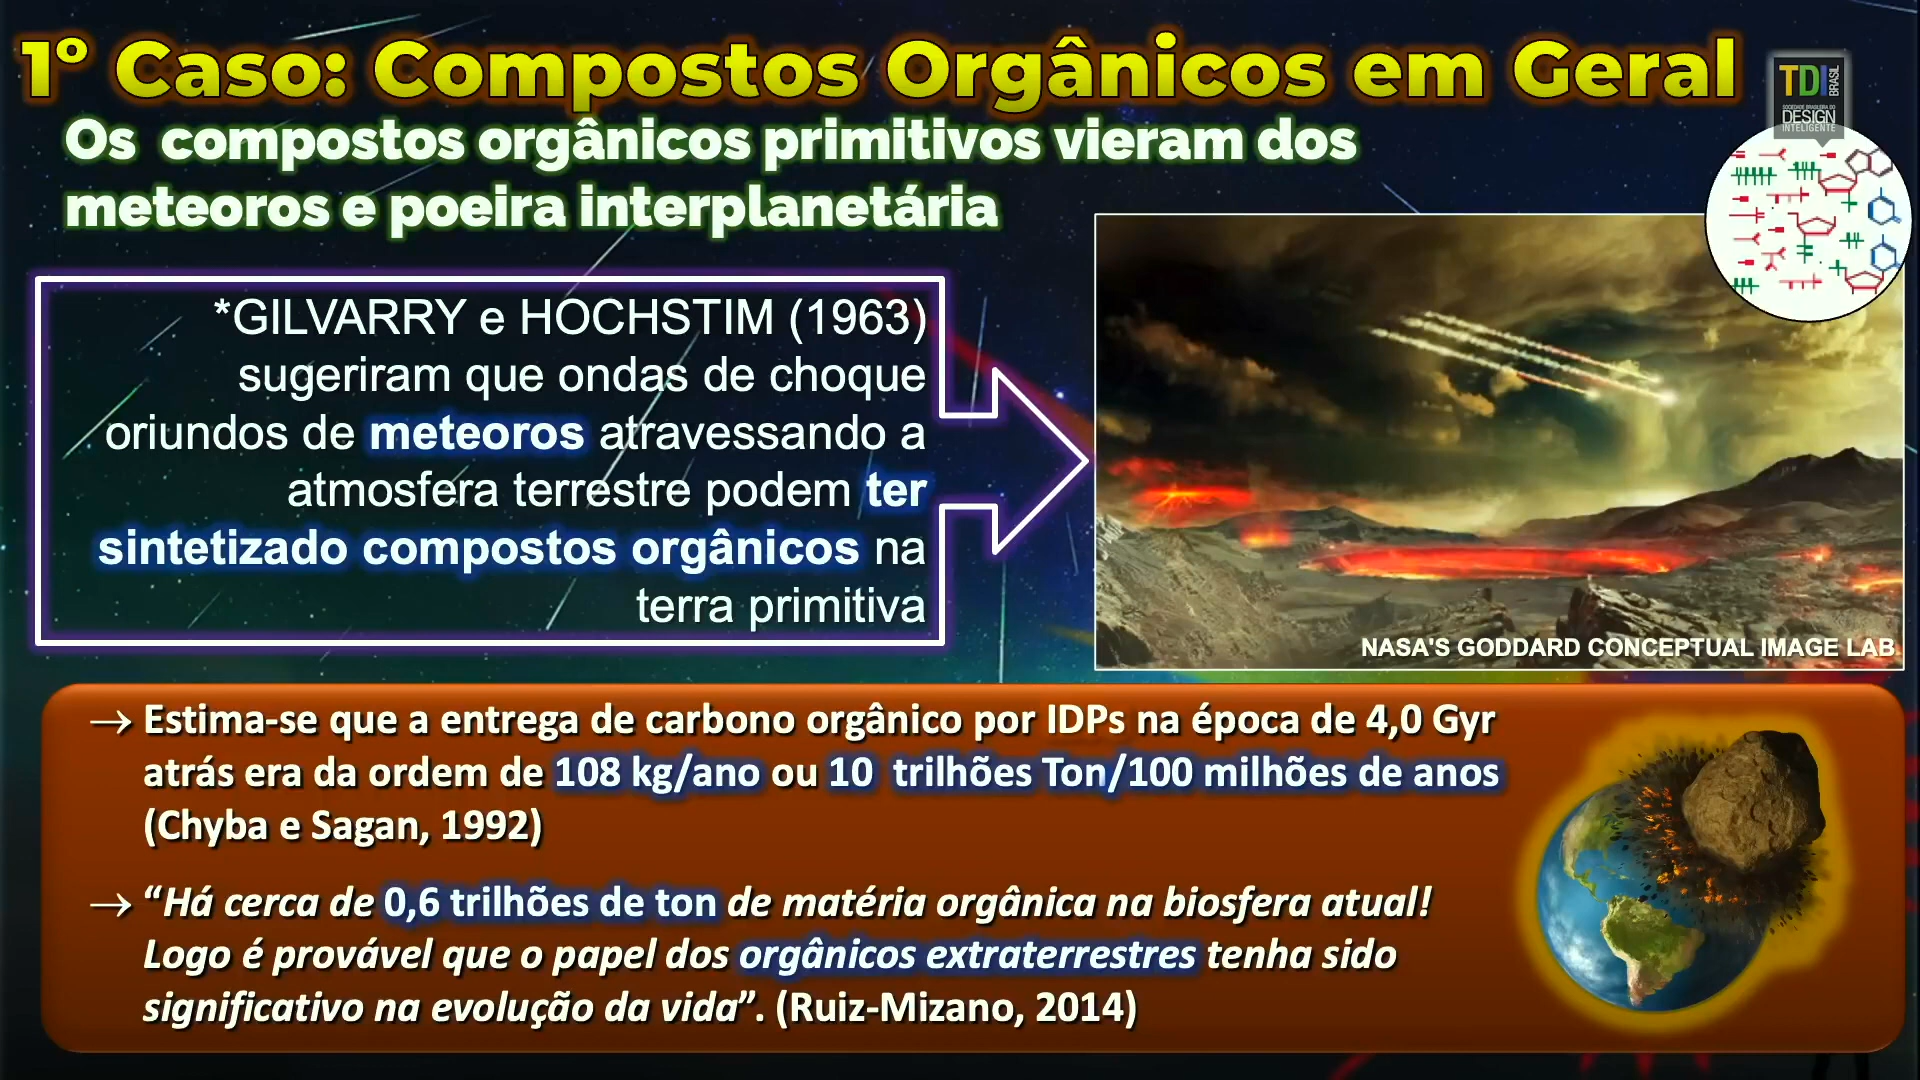 1º Caso: Compostos Orgânicos em Geral
TDI
BRASIL
SOCIEDADE BRASILEIRA DO
DESIGN
INTELIGENTE
Os compostos orgânicos primitivos vieram dos
meteoros e poeira interplanetária
*GILVARRY e HOCHSTIM (1963)
sugeriram que ondas de choque
oriundos de meteoros atravessando a
atmosfera terrestre podem ter
sintetizado compostos orgânicos na
terra primitiva
NASA'S GODDARD CONCEPTUAL IMAGE LAB
→ Estima-se que a entrega de carbono orgânico por IDPs na época de 4,0 Gyr
atrás era da ordem de 108 kg/ano ou 10 trilhões Ton/100 milhões de anos
(Chyba e Sagan, 1992)
→ “Há cerca de 0,6 trilhões de ton de matéria orgânica na biosfera atual!
Logo é provável que o papel dos orgânicos extraterrestres tenha sido
significativo na evolução da vida”. (Ruiz-Mizano, 2014)